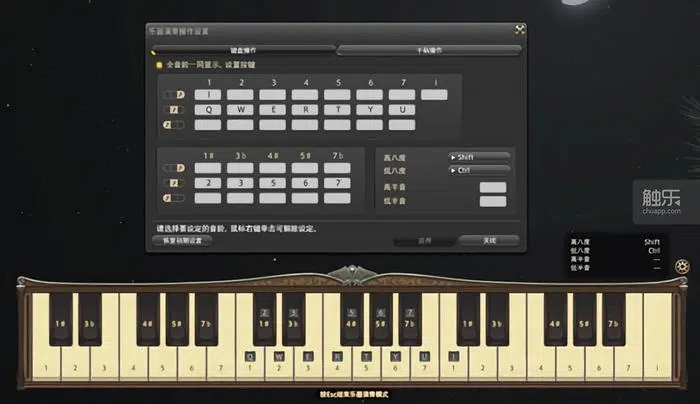 乐器演奏操作设置
键盘操作 手柄操作
全音阶一同显示、设置按键
1 2 3 4 5 6 7 i
I
Q W E R T Y U
1# 3b 4# 5# 7b
2 3 5 6 7
高八度 Shift
低八度 Ctrl
高半音
低半音
请选择要设定的音阶，鼠标右键单击可解除设定。
恢复初期设置 应用 关闭
触乐
chuapp.com
高八度 Shift
低八度 Ctrl
高半音 —
低半音 —
2 3 5 6 7
1# 3b 4# 5# 7b 1# 3b 4# 5# 7b 1# 3b 4# 5# 7b
Q W E R T Y U I
1 2 3 4 5 6 7 1 2 3 4 5 6 7 1 2 3 4 5 6 7 i
按Esc结束乐器演奏模式